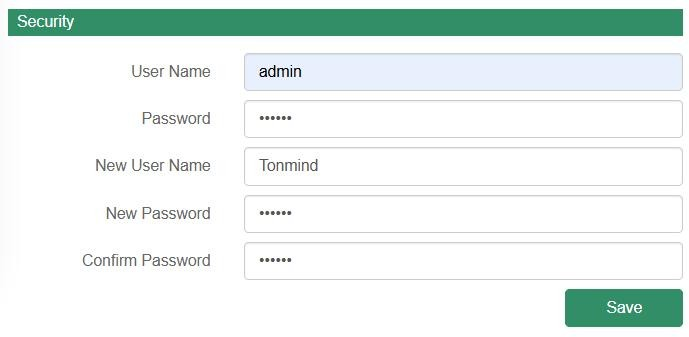 Security
User Name admin
Password ••••••
New User Name Tonmind
New Password ••••••
Confirm Password ••••••
Save